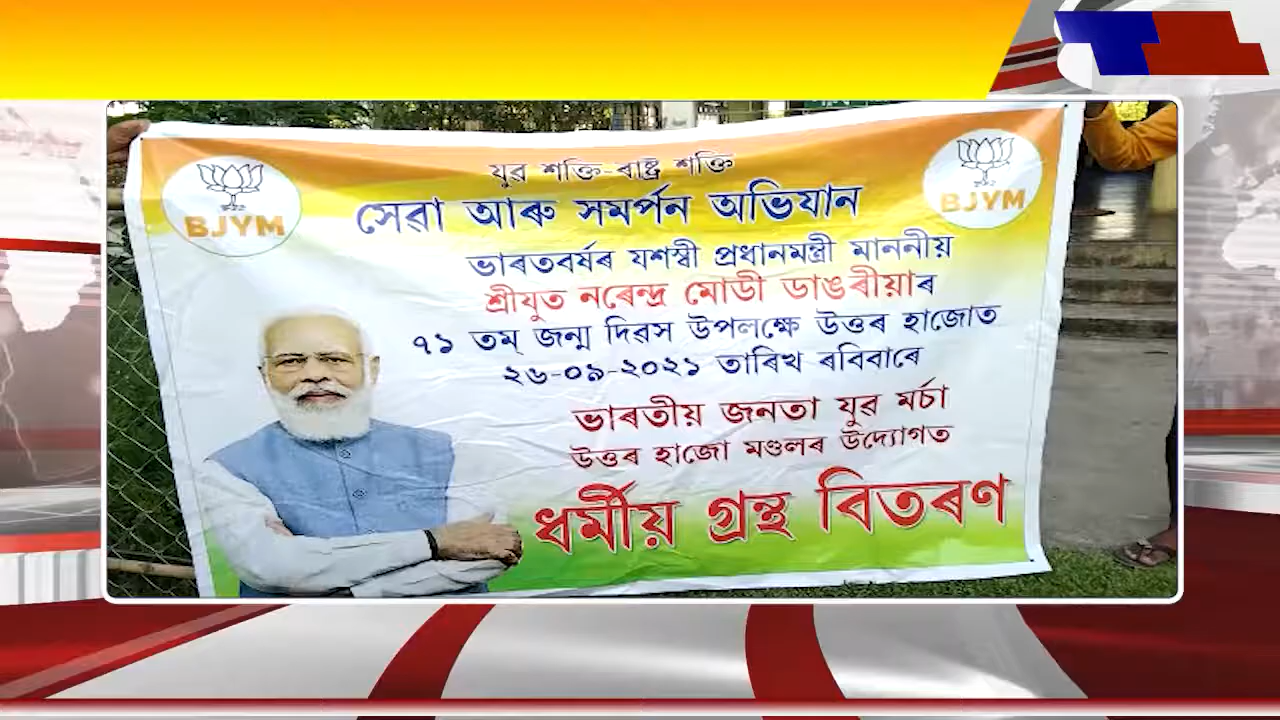 যুৱ শক্তি-ৰাষ্ট্ৰ শক্তি
BJYM
BJYM
সেৱা আৰু সমৰ্পন অভিযান
ভাৰতবৰ্ষৰ যশস্বী প্ৰধানমন্ত্ৰী মাননীয়
শ্ৰীযুত নৰেন্দ্ৰ মোডী ডাঙৰীয়াৰ
৭১ তম্ জন্ম দিৱস উপলক্ষে উত্তৰ হাজোত
২৬-০৯-২০২১ তাৰিখ ৰবিবাৰে
ভাৰতীয় জনতা যুৱ মৰ্চা
উত্তৰ হাজো মণ্ডলৰ উদ্যোগত
ধৰ্মীয় গ্ৰন্থ বিতৰণ